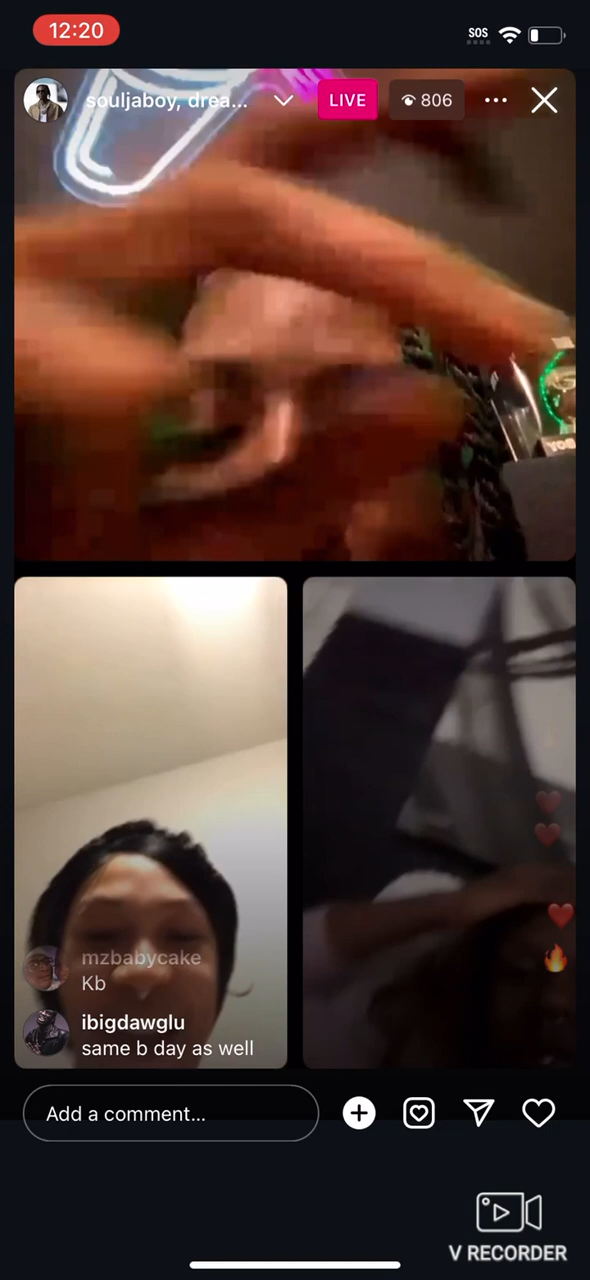 12:20
SOS
souljaboy, drea...
LIVE
806
mzbabycake
Kb
ibigdawglu
same b day as well
Add a comment...
V RECORDER